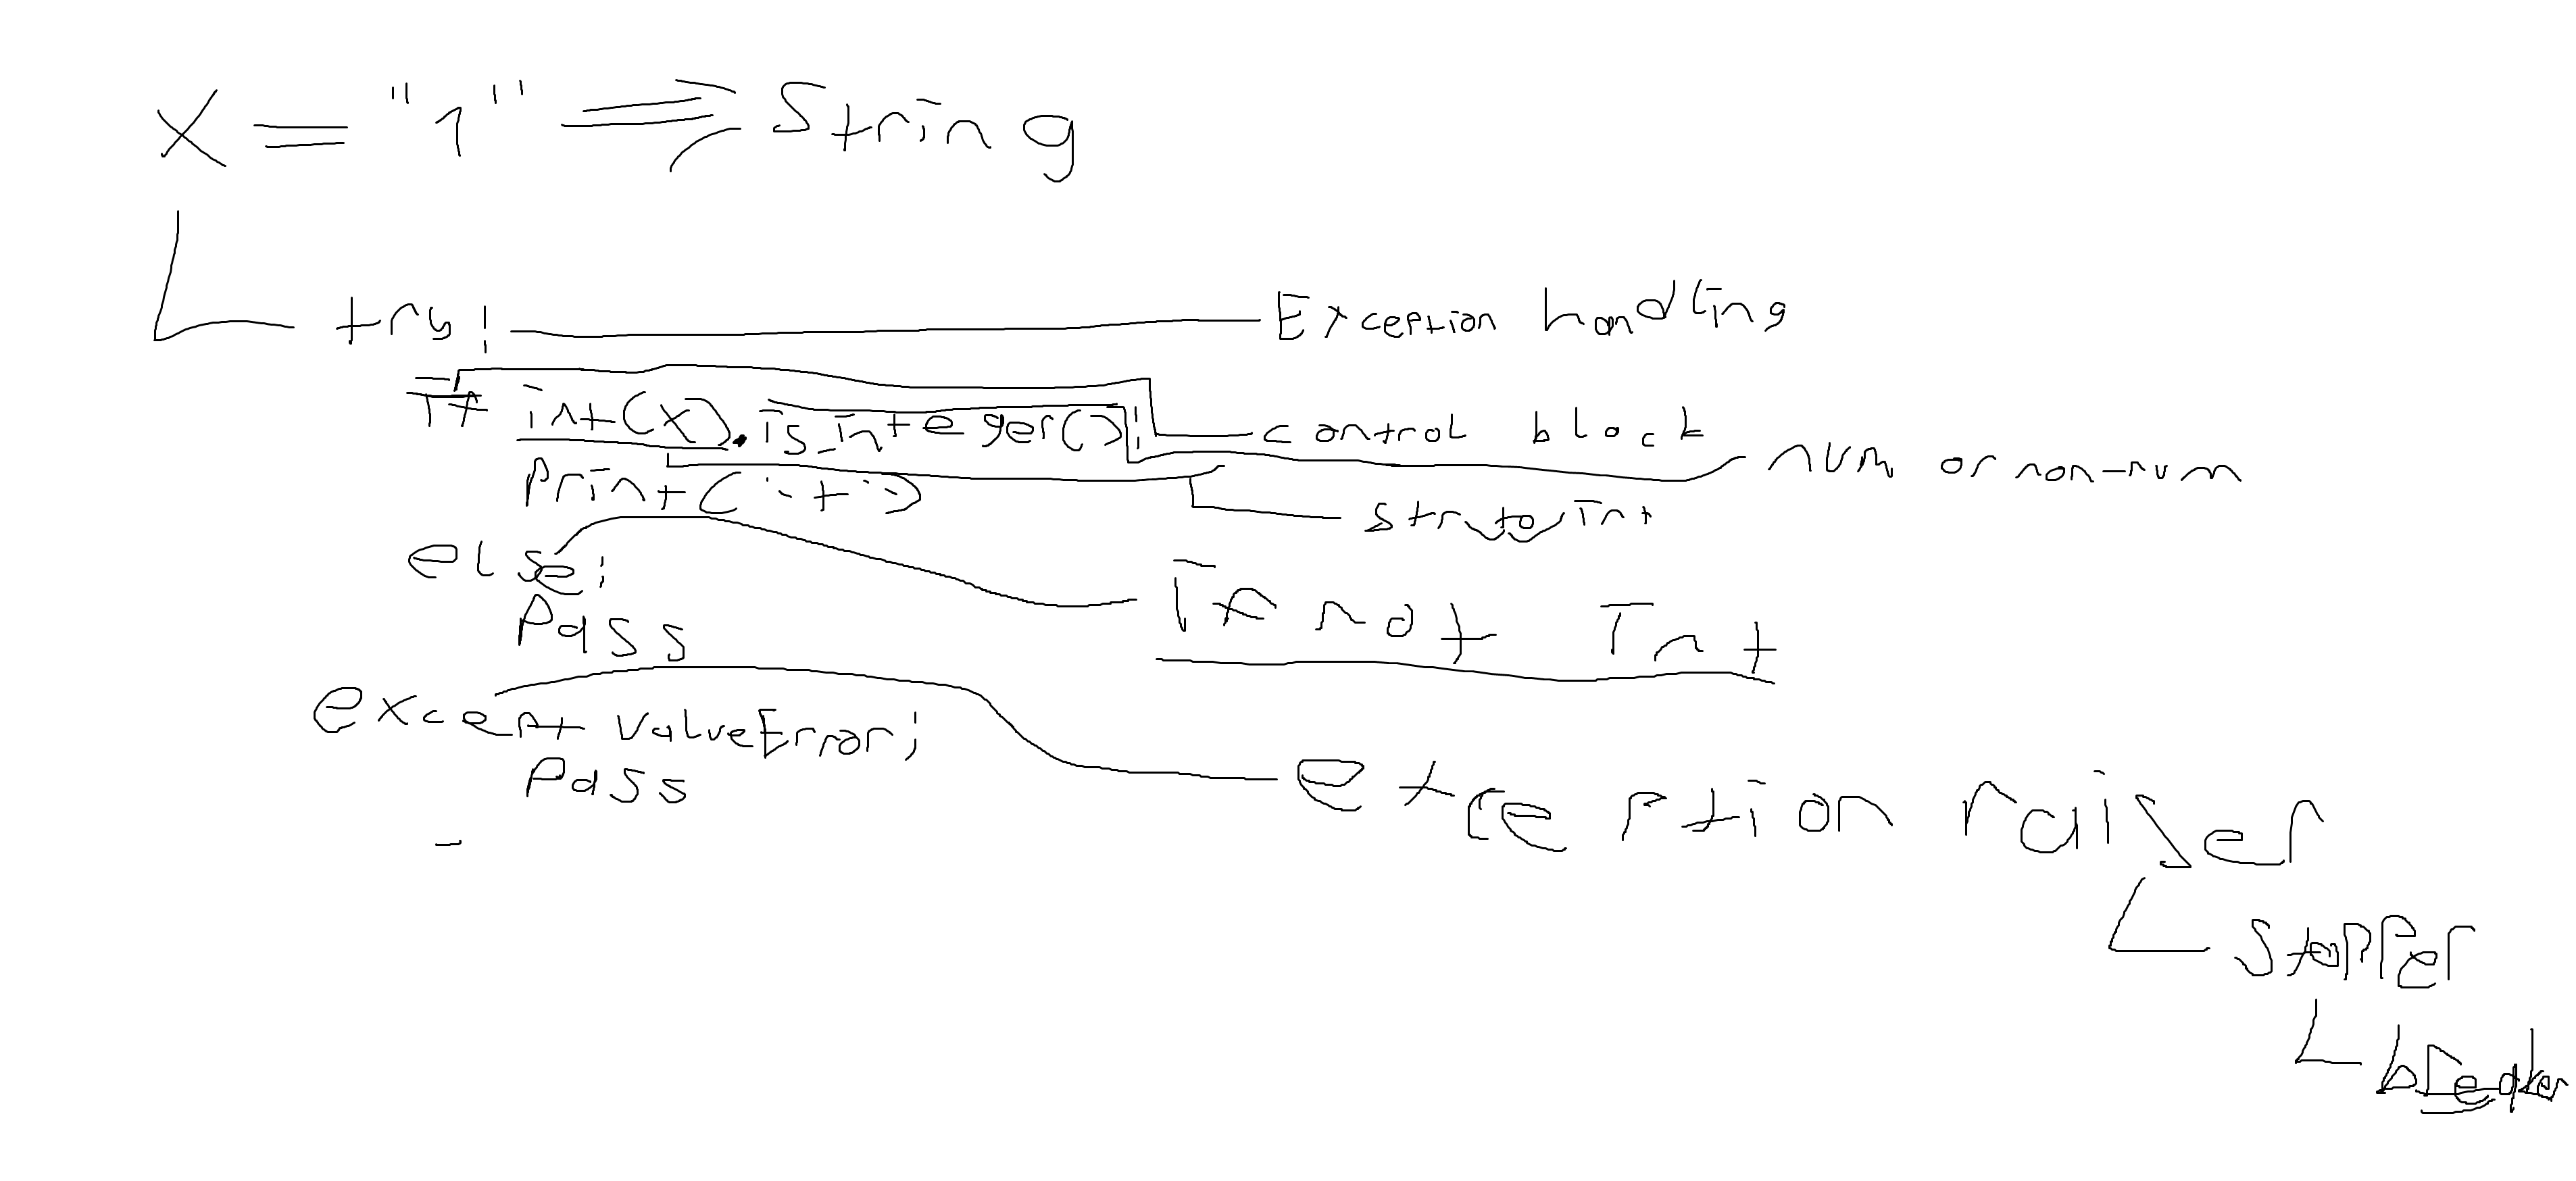 x = "1" => String
try: Exception handling
If int(x).is_integer(): control block
num or non-num
print("+") str to int
else: If not Int
pass
except ValueError:
pass exception raiser
stopper
breaker